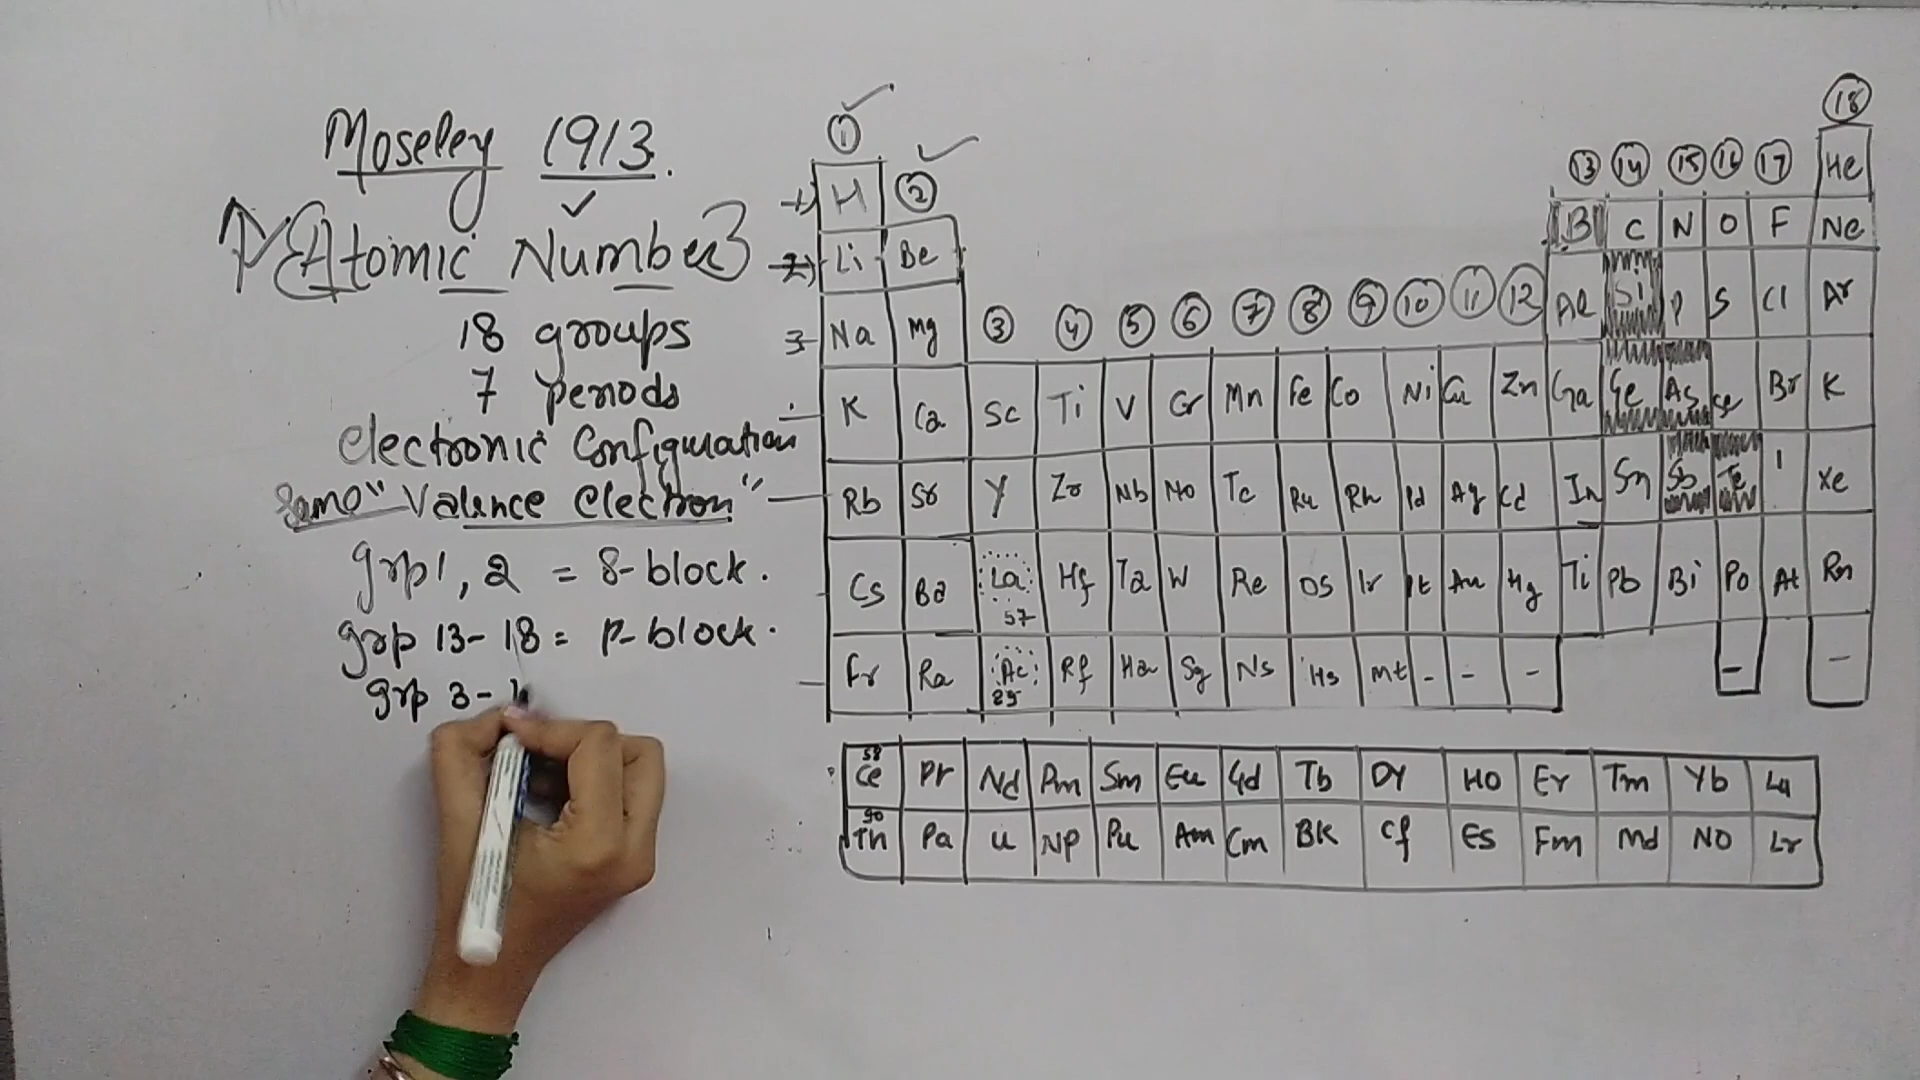 Moseley 1913.
Atomic Number
18 groups
7 periods
Electronic Configuration
Same "Valence electron"
grp 1, 2 = S-block.
grp 13-18 = P-block.
grp 3-1
1 18
H 2 13 14 15 16 17 He
Li Be B C N O F Ne
3 Na Mg 3 4 5 6 7 8 9 10 11 12 Al Si P S Cl Ar
K Ca Sc Ti V Cr Mn Fe Co Ni Cu Zn Ga Ge As Se Br K
Rb Sr Y Zr Nb Mo Tc Ru Rh Pd Ag Cd In Sn Sb Te I Xe
Cs Ba La Hf Ta W Re Os Ir Pt Au Hg Ti Pb Bi Po At Rn
57
Fr Ra Ac Rf Ha Sg Ns Hs Mt - - - - -
89
58
Ce Pr Nd Pm Sm Eu Gd Tb DY HO Er Tm Yb Lu
90
Th Pa U NP Pu Am Cm BK Cf Es Fm Md NO Lr